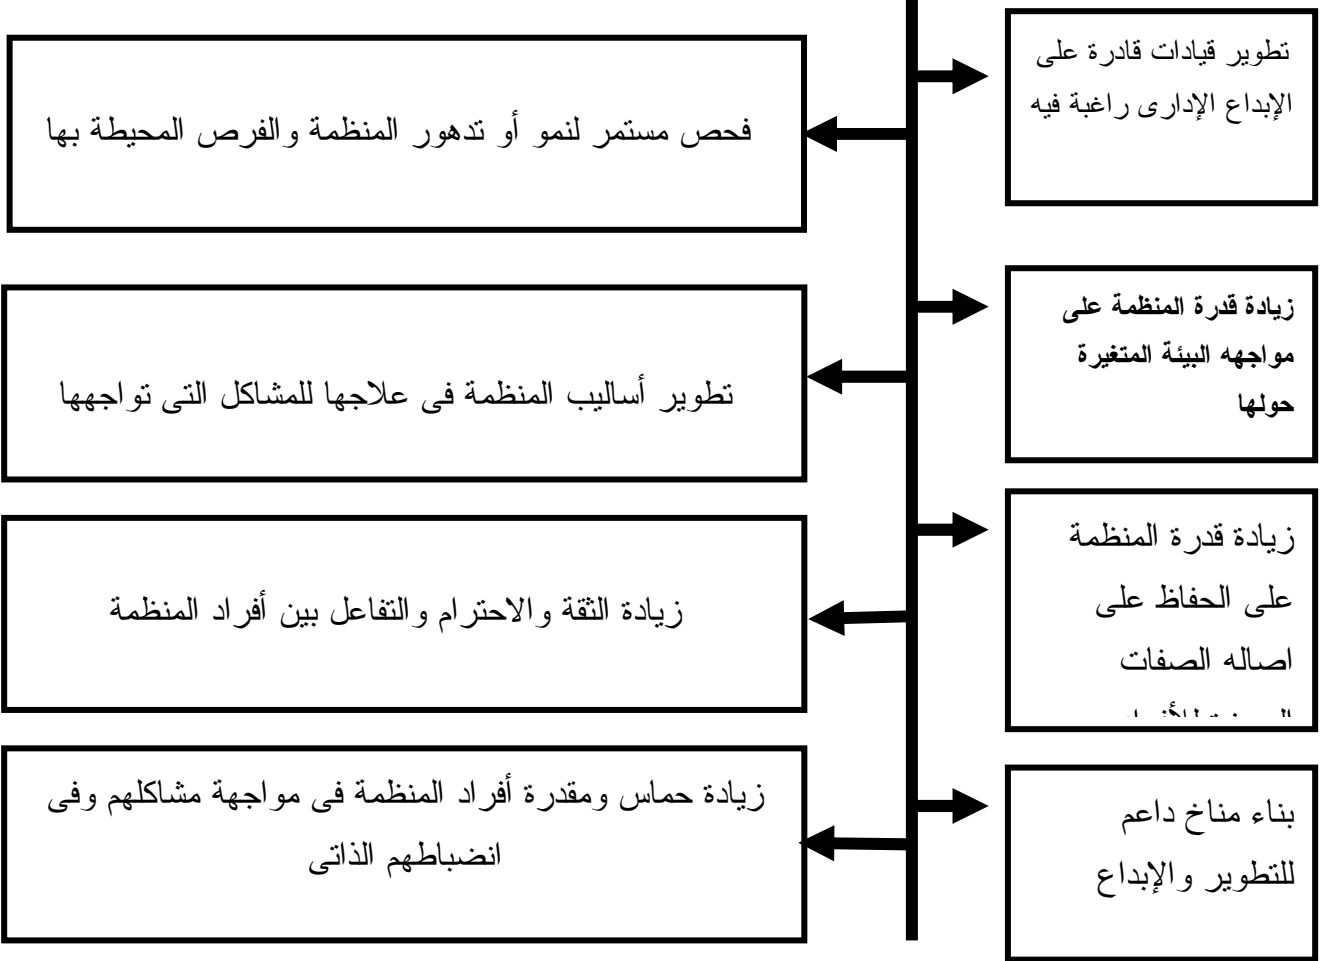 تطوير قيادات قادرة على
الإبداع الإدارى راغبة فيه
فحص مستمر لنمو أو تدهور المنظمة والفرص المحيطة بها
زيادة قدرة المنظمة على
مواجهه البيئة المتغيرة
حولها
تطوير أساليب المنظمة فى علاجها للمشاكل التى تواجهها
زيادة قدرة المنظمة
على الحفاظ على
اصاله الصفات
زيادة الثقة والاحترام والتفاعل بين أفراد المنظمة
بناء مناخ داعم
للتطوير والإبداع
زيادة حماس ومقدرة أفراد المنظمة فى مواجهة مشاكلهم وفى
انضباطهم الذاتى